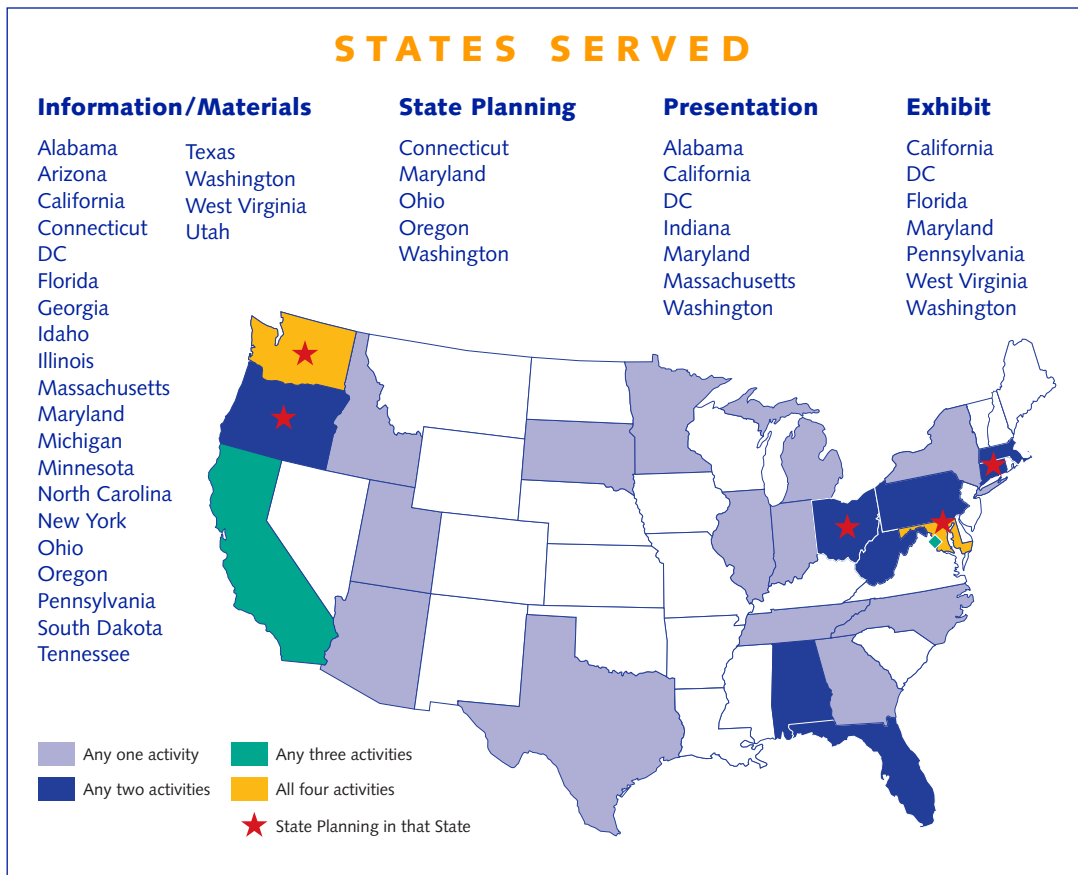 STATES SERVED
Information/Materials
Alabama
Arizona
California
Connecticut
DC
Florida
Georgia
Idaho
Illinois
Massachusetts
Maryland
Michigan
Minnesota
North Carolina
New York
Ohio
Oregon
Pennsylvania
South Dakota
Tennessee
Texas
Washington
West Virginia
Utah
State Planning
Connecticut
Maryland
Ohio
Oregon
Washington
Presentation
Alabama
California
DC
Indiana
Maryland
Massachusetts
Washington
Exhibit
California
DC
Florida
Maryland
Pennsylvania
West Virginia
Washington
Any one activity
Any two activities
Any three activities
All four activities
State Planning in that State